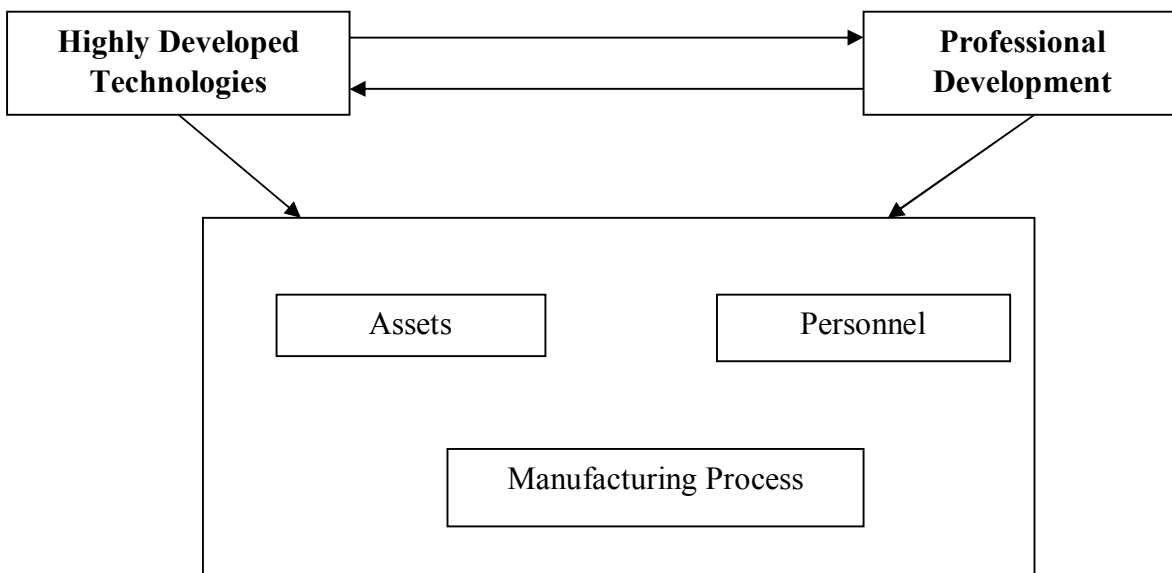 Highly Developed
Technologies
Professional
Development
Assets
Personnel
Manufacturing Process